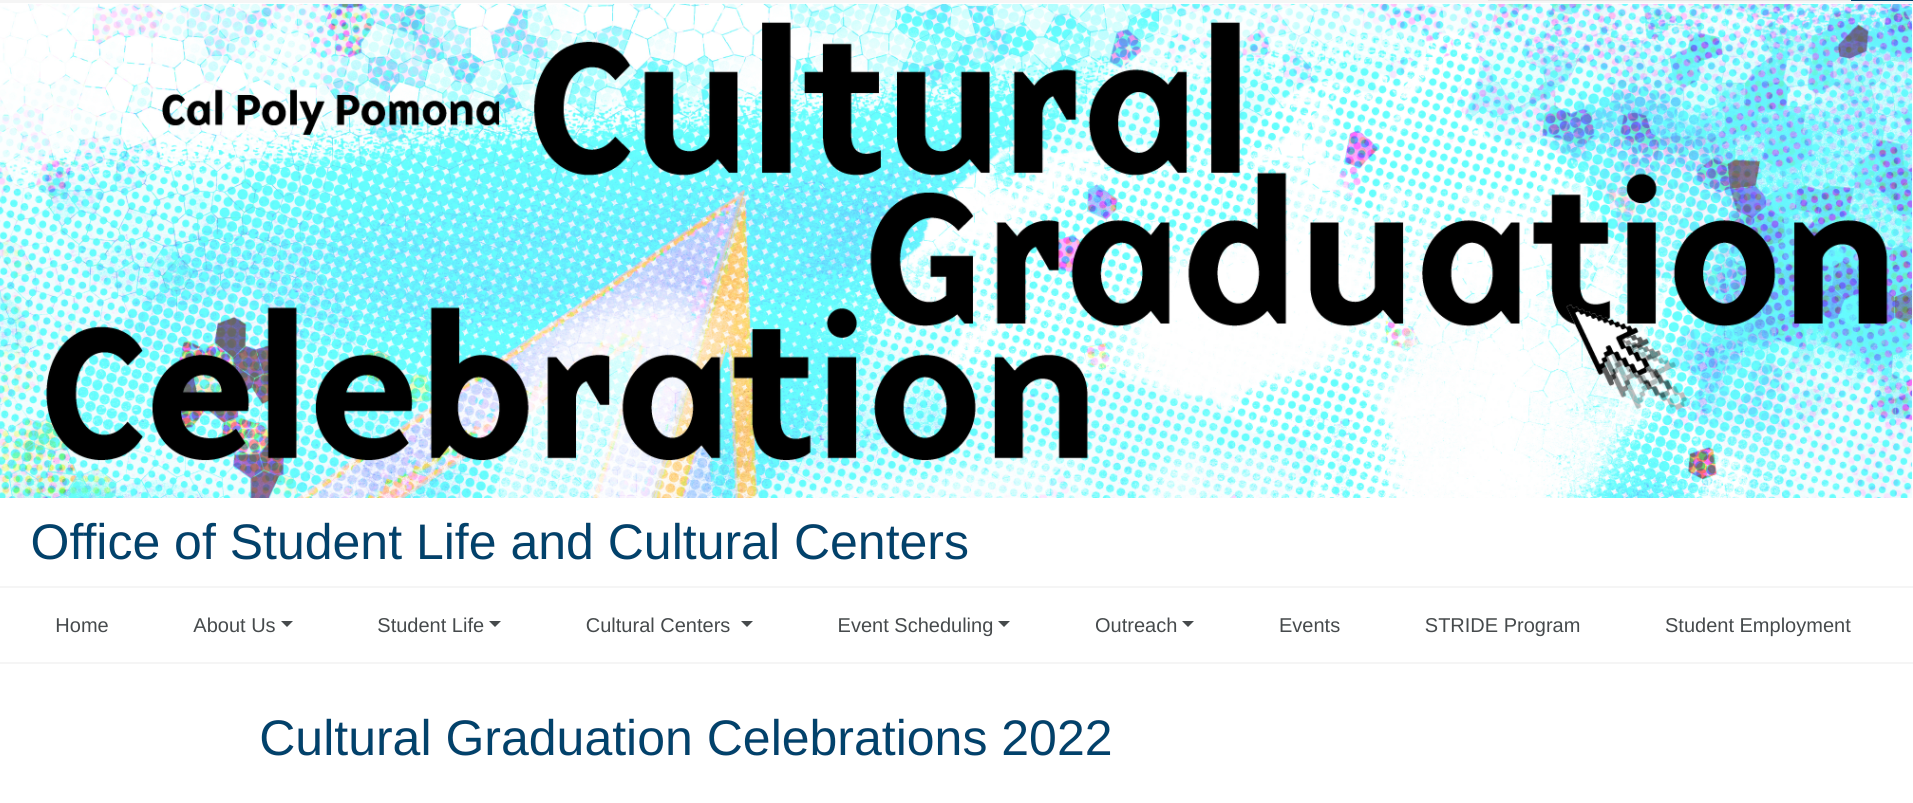 Cal Poly Pomona
Cultural
Graduation
Celebration
Office of Student Life and Cultural Centers
Home About Us Student Life Cultural Centers Event Scheduling Outreach Events STRIDE Program Student Employment
Cultural Graduation Celebrations 2022